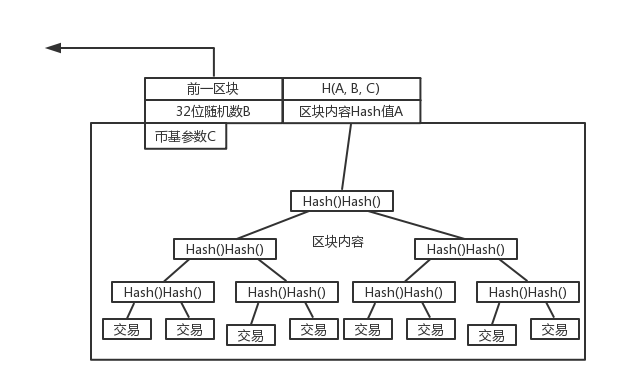 前一区块 H(A, B, C)
32位随机数B 区块内容Hash值A
币基参数C
Hash()Hash()
Hash()Hash() 区块内容 Hash()Hash()
Hash()Hash() Hash()Hash() Hash()Hash() Hash()Hash()
交易 交易 交易 交易 交易 交易 交易 交易